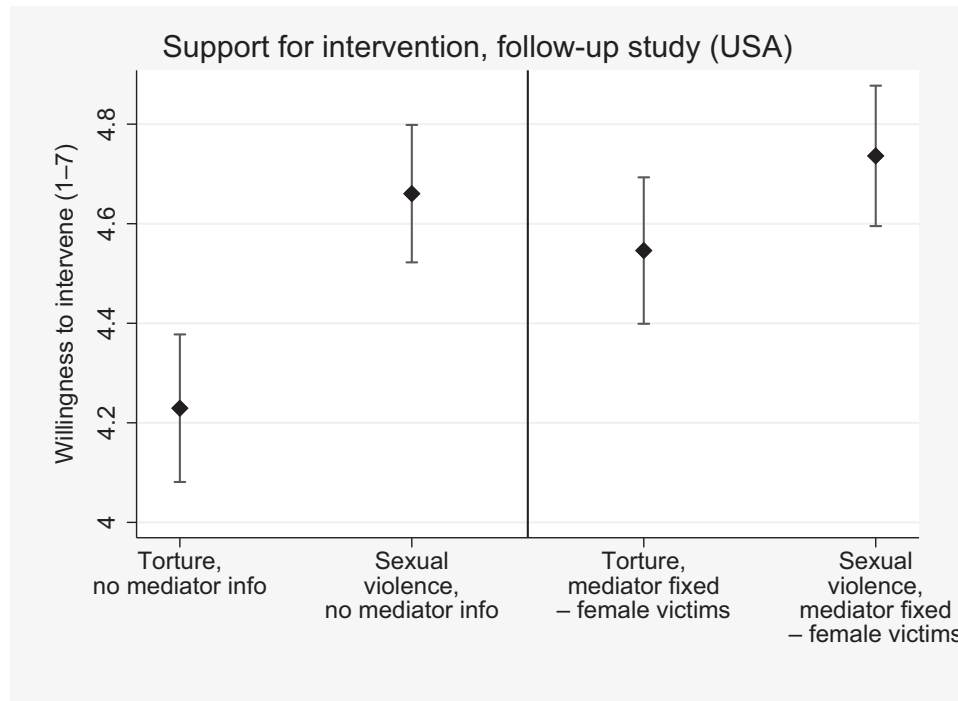 Support for intervention, follow-up study (USA)
Willingness to intervene (1–7)
4.8
4.6
4.4
4.2
4
Torture,
no mediator info
Sexual
violence,
no mediator info
Torture,
mediator fixed
– female victims
Sexual
violence,
mediator fixed
– female victims